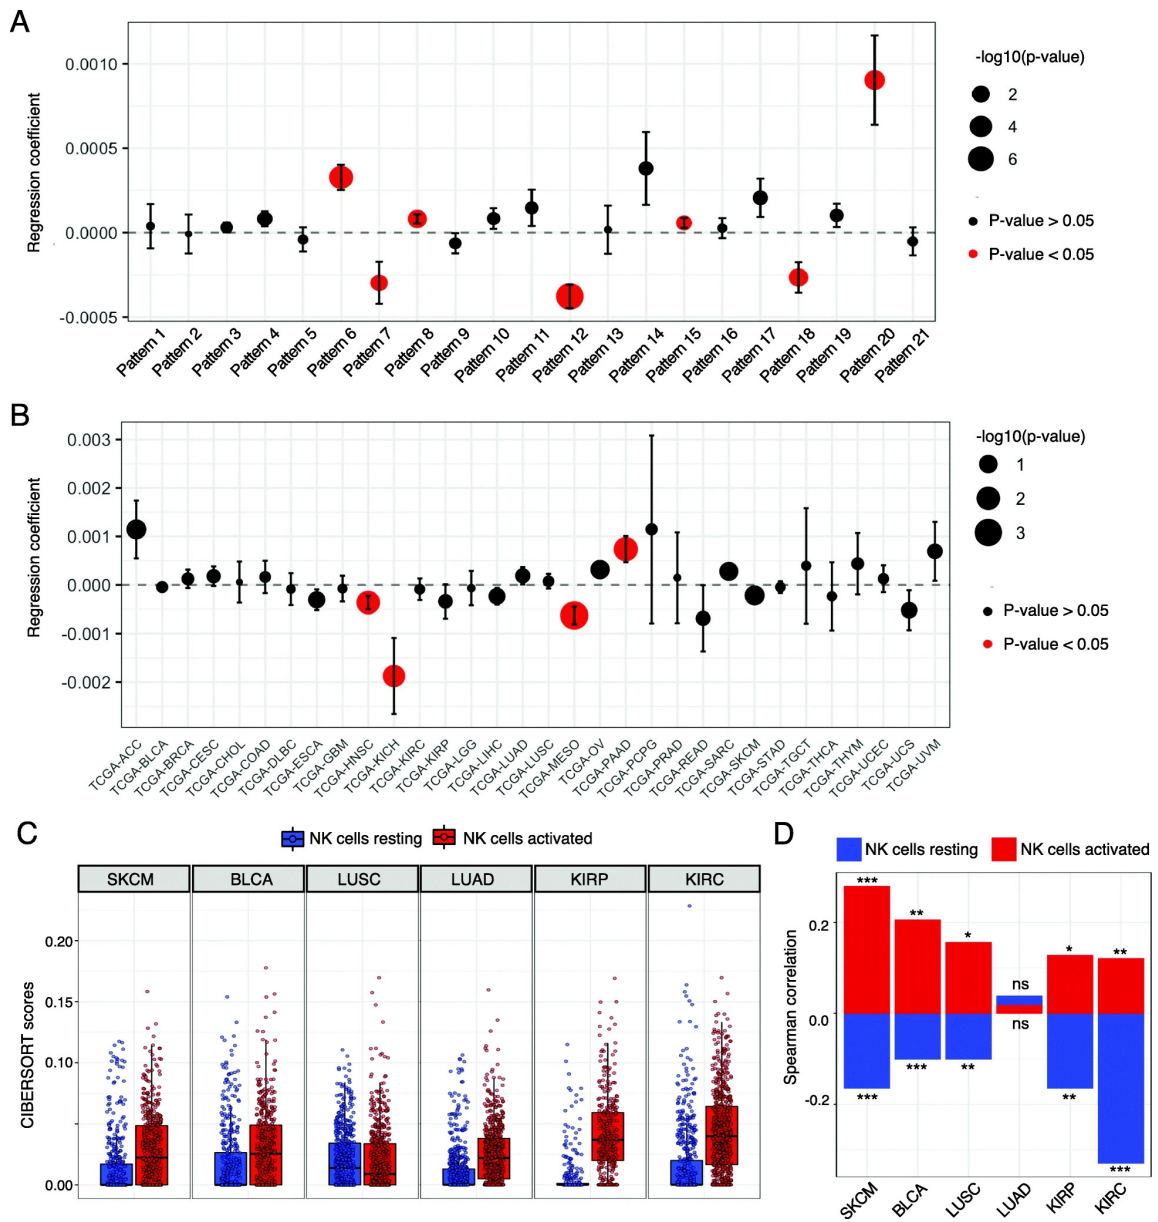 A
0.0010
0.0005
0.0000
-0.0005
Regression coefficient
Pattern 1
Pattern 2
Pattern 3
Pattern 4
Pattern 5
Pattern 6
Pattern 7
Pattern 8
Pattern 9
Pattern 10
Pattern 11
Pattern 12
Pattern 13
Pattern 14
Pattern 15
Pattern 16
Pattern 17
Pattern 18
Pattern 19
Pattern 20
Pattern 21
-log10(p-value)
2
4
6
P-value > 0.05
P-value < 0.05
B
0.003
0.002
0.001
0.000
-0.001
-0.002
Regression coefficient
TCGA-ACC
TCGA-BLCA
TCGA-BRCA
TCGA-CESC
TCGA-CHOL
TCGA-COAD
TCGA-DLBC
TCGA-ESCA
TCGA-GBM
TCGA-HNSC
TCGA-KICH
TCGA-KIRC
TCGA-KIRP
TCGA-LGG
TCGA-LIHC
TCGA-LUAD
TCGA-LUSC
TCGA-MESO
TCGA-OV
TCGA-PAAD
TCGA-PCPG
TCGA-PRAD
TCGA-READ
TCGA-SARC
TCGA-SKCM
TCGA-STAD
TCGA-TGCT
TCGA-THCA
TCGA-THYM
TCGA-UCEC
TCGA-UCS
TCGA-UVM
-log10(p-value)
1
2
3
P-value > 0.05
P-value < 0.05
C
NK cells resting NK cells activated
SKCM BLCA LUSC LUAD KIRP KIRC
0.20
0.15
0.10
0.00
CIBERSORT scores
D
NK cells resting NK cells activated
0.2
0.0
-0.2
Spearman correlation
*** ** * ns * **
*** *** ** ns ** ***
SKCM
BLCA
LUSC
LUAD
KIRP
KIRC